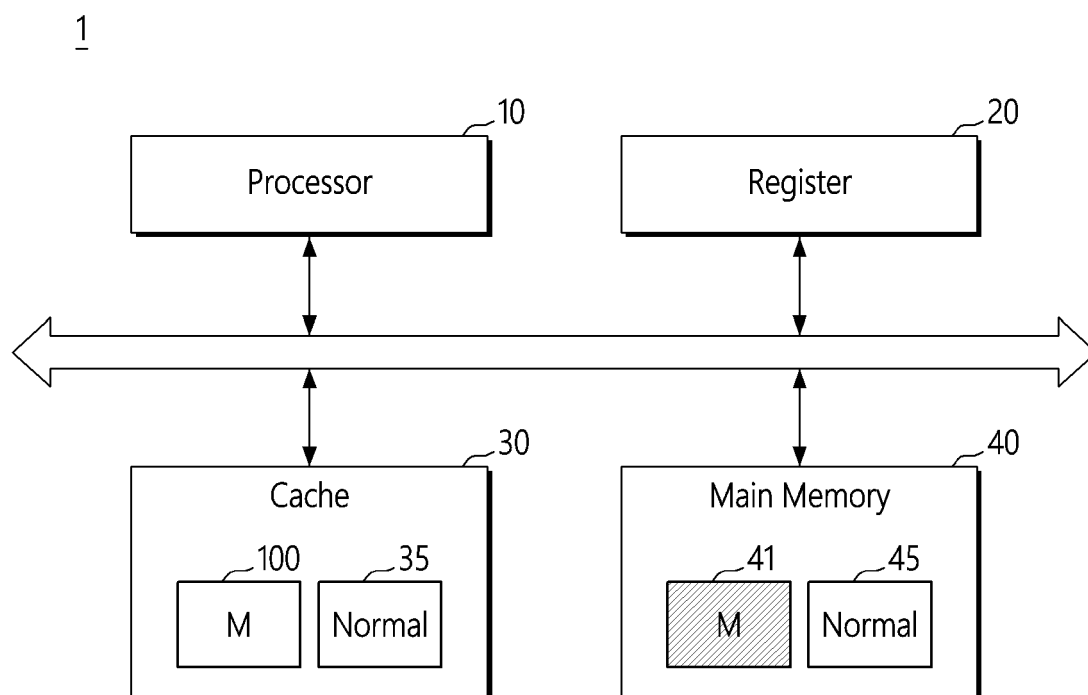 1
10 20
Processor Register
30 40
Cache Main Memory
100 35 41 45
M Normal M Normal